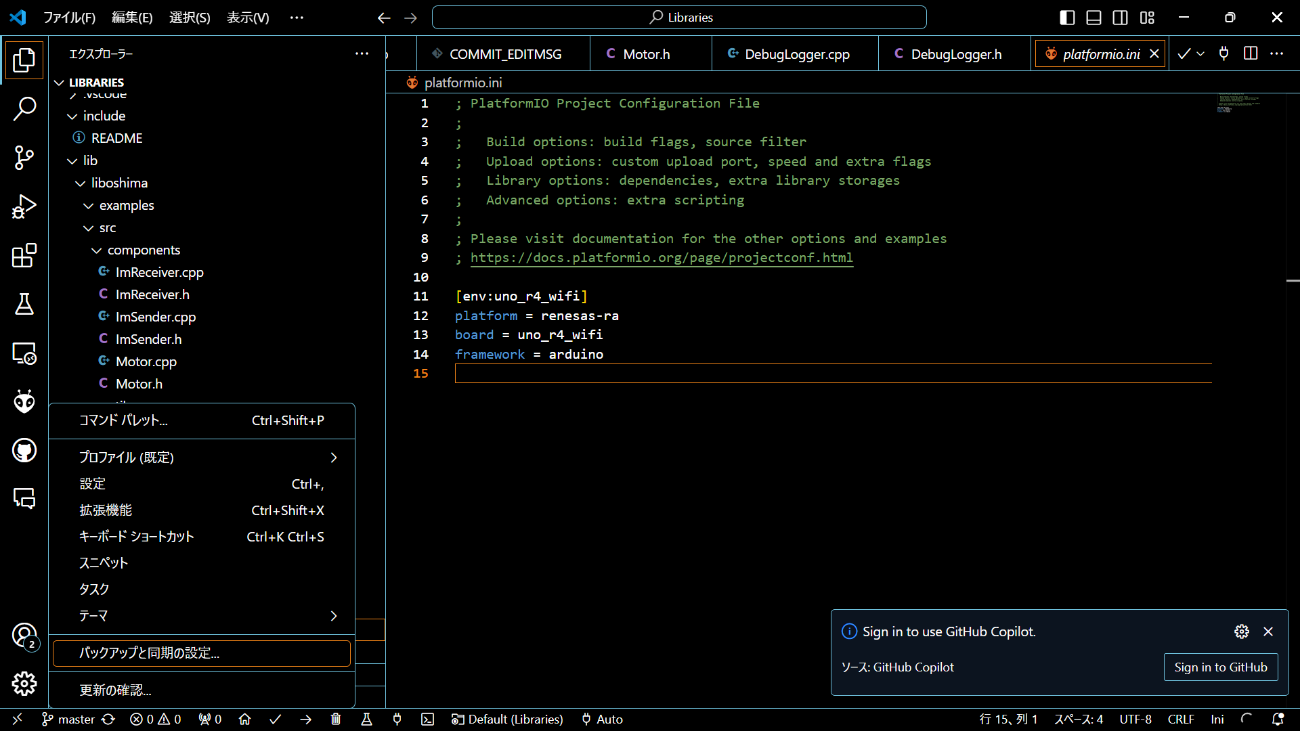 ファイル(F) 編集(E) 選択(S) 表示(V) ··· Libraries
エクスプローラー ···
COMMIT_EDITMSG Motor.h DebugLogger.cpp DebugLogger.h platformio.ini ···
LIBRARIES
platformio.ini
.vscode
include
README
lib
liboshima
examples
src
components
ImReceiver.cpp
ImReceiver.h
ImSender.cpp
ImSender.h
Motor.cpp
Motor.h
1 ; PlatformIO Project Configuration File
2 ;
3 ;   Build options: build flags, source filter
4 ;   Upload options: custom upload port, speed and extra flags
5 ;   Library options: dependencies, extra library storages
6 ;   Advanced options: extra scripting
7 ;
8 ; Please visit documentation for the other options and examples
9 ; https://docs.platformio.org/page/projectconf.html
10
11 [env:uno_r4_wifi]
12 platform = renesas-ra
13 board = uno_r4_wifi
14 framework = arduino
15
コマンド パレット... Ctrl+Shift+P
プロファイル (既定)
設定 Ctrl+,
拡張機能 Ctrl+Shift+X
キーボード ショートカット Ctrl+K Ctrl+S
スニペット
タスク
テーマ
バックアップと同期の設定...
更新の確認...
2
Sign in to use GitHub Copilot.
ソース: GitHub Copilot Sign in to GitHub
master 0 0 0 Default (Libraries) Auto 行 15、列 1 スペース: 4 UTF-8 CRLF Ini